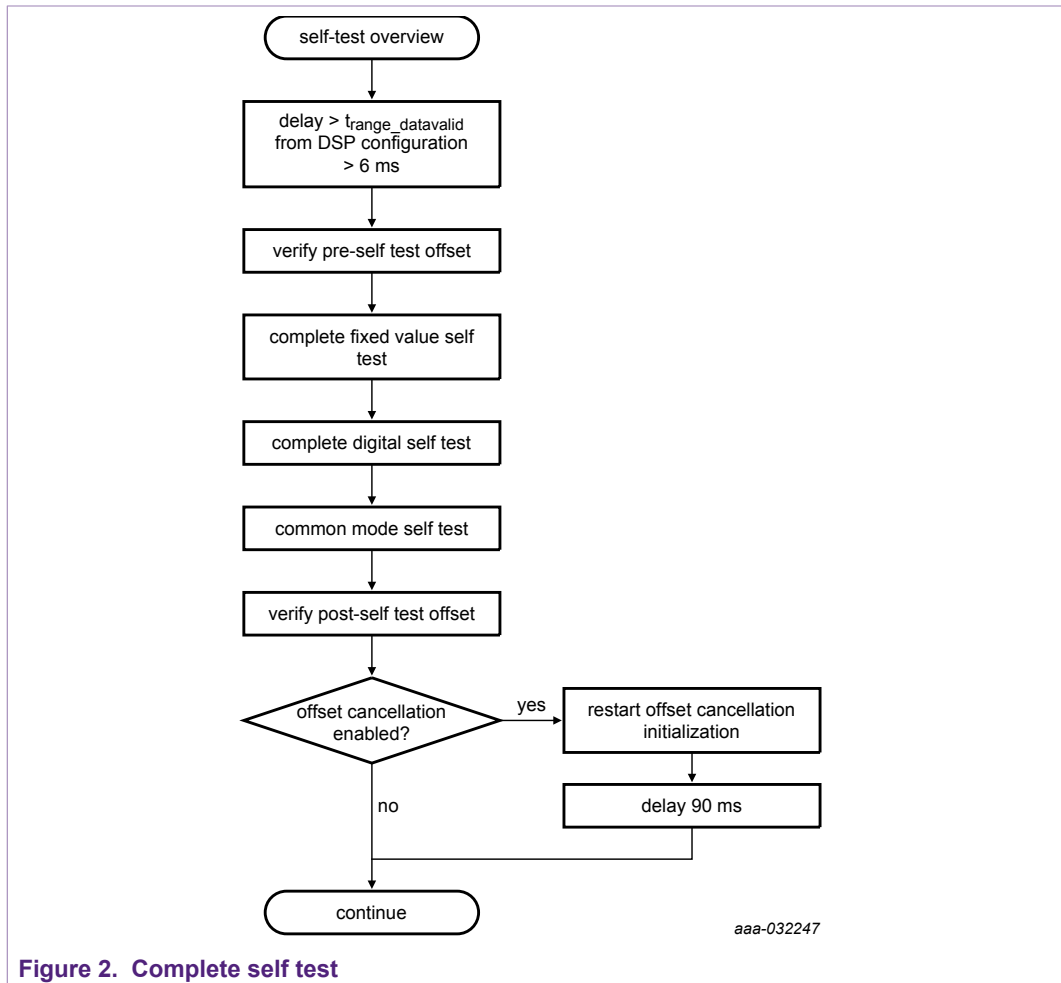 self-test overview
delay > trange_datavalid
from DSP configuration
> 6 ms
verify pre-self test offset
complete fixed value self
test
complete digital self test
common mode self test
verify post-self test offset
offset cancellation
enabled?
yes
restart offset cancellation
initialization
no
delay 90 ms
continue
aaa-032247
Figure 2. Complete self test